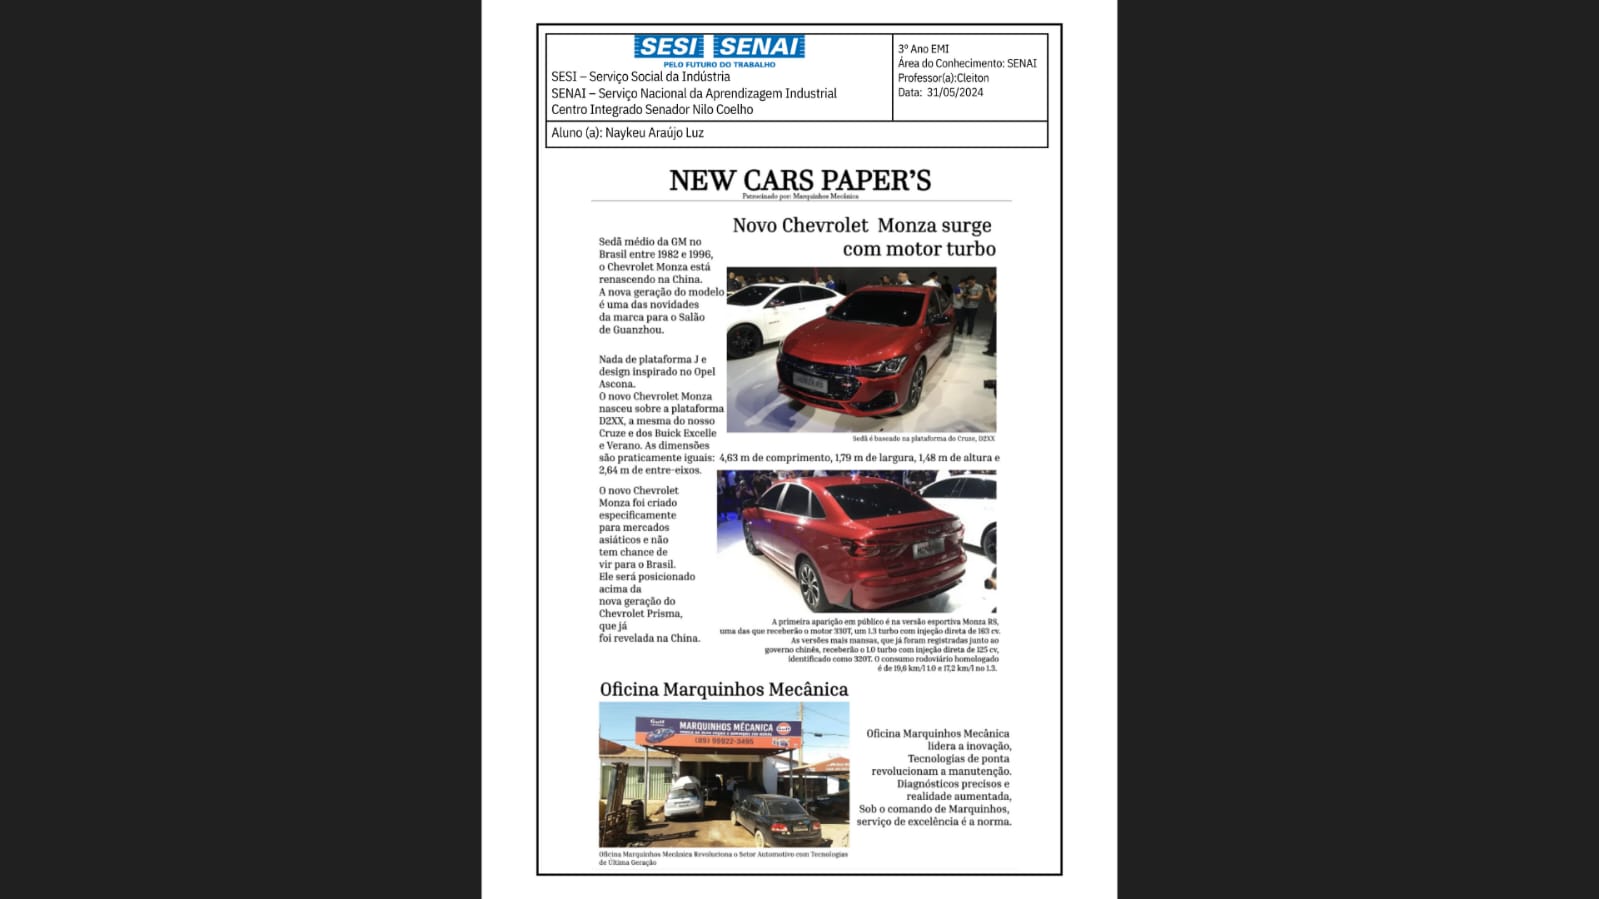 SESI SENAI
PELO FUTURO DO TRABALHO
SESI – Serviço Social da Indústria
SENAI – Serviço Nacional da Aprendizagem Industrial
Centro Integrado Senador Nilo Coelho
3º Ano EMI
Área do Conhecimento: SENAI
Professor(a):Cleiton
Data: 31/05/2024
Aluno (a): Naykeu Araújo Luz
NEW CARS PAPER'S
Patrocinado por: Marquinhos Mecânica
Novo Chevrolet Monza surge
com motor turbo
Sedã médio da GM no
Brasil entre 1982 e 1996,
o Chevrolet Monza está
renascendo na China.
A nova geração do modelo
é uma das novidades
da marca para o Salão
de Guanzhou.
Nada de plataforma J e
design inspirado no Opel
Ascona.
O novo Chevrolet Monza
nasceu sobre a plataforma
D2XX, a mesma do nosso
Cruze e dos Buick Excelle
e Verano. As dimensões
são praticamente iguais: 4,63 m de comprimento, 1,79 m de largura, 1,48 m de altura e
2,64 m de entre-eixos.
Sedã é baseado na plataforma do Cruze, D2XX
O novo Chevrolet
Monza foi criado
especificamente
para mercados
asiáticos e não
tem chance de
vir para o Brasil.
Ele será posicionado
acima da
nova geração do
Chevrolet Prisma,
que já
foi revelada na China.
A primeira aparição em público é na versão esportiva Monza RS,
uma das que receberão o motor 330T, um 1.3 turbo com injeção direta de 163 cv.
As versões mais mansas, que já foram registradas junto ao
governo chinês, receberão o 1.0 turbo com injeção direta de 125 cv,
identificado como 320T. O consumo rodoviário homologado
é de 19,6 km/l 1.0 e 17,2 km/l no 1.3.
Oficina Marquinhos Mecânica
MARQUINHOS MÊCANICA
(89) 99922-3495
Oficina Marquinhos Mecânica
lidera a inovação,
Tecnologias de ponta
revolucionam a manutenção.
Diagnósticos precisos e
realidade aumentada,
Sob o comando de Marquinhos,
serviço de excelência é a norma.
Oficina Marquinhos Mecânica Revoluciona o Setor Automotivo com Tecnologias
de Última Geração